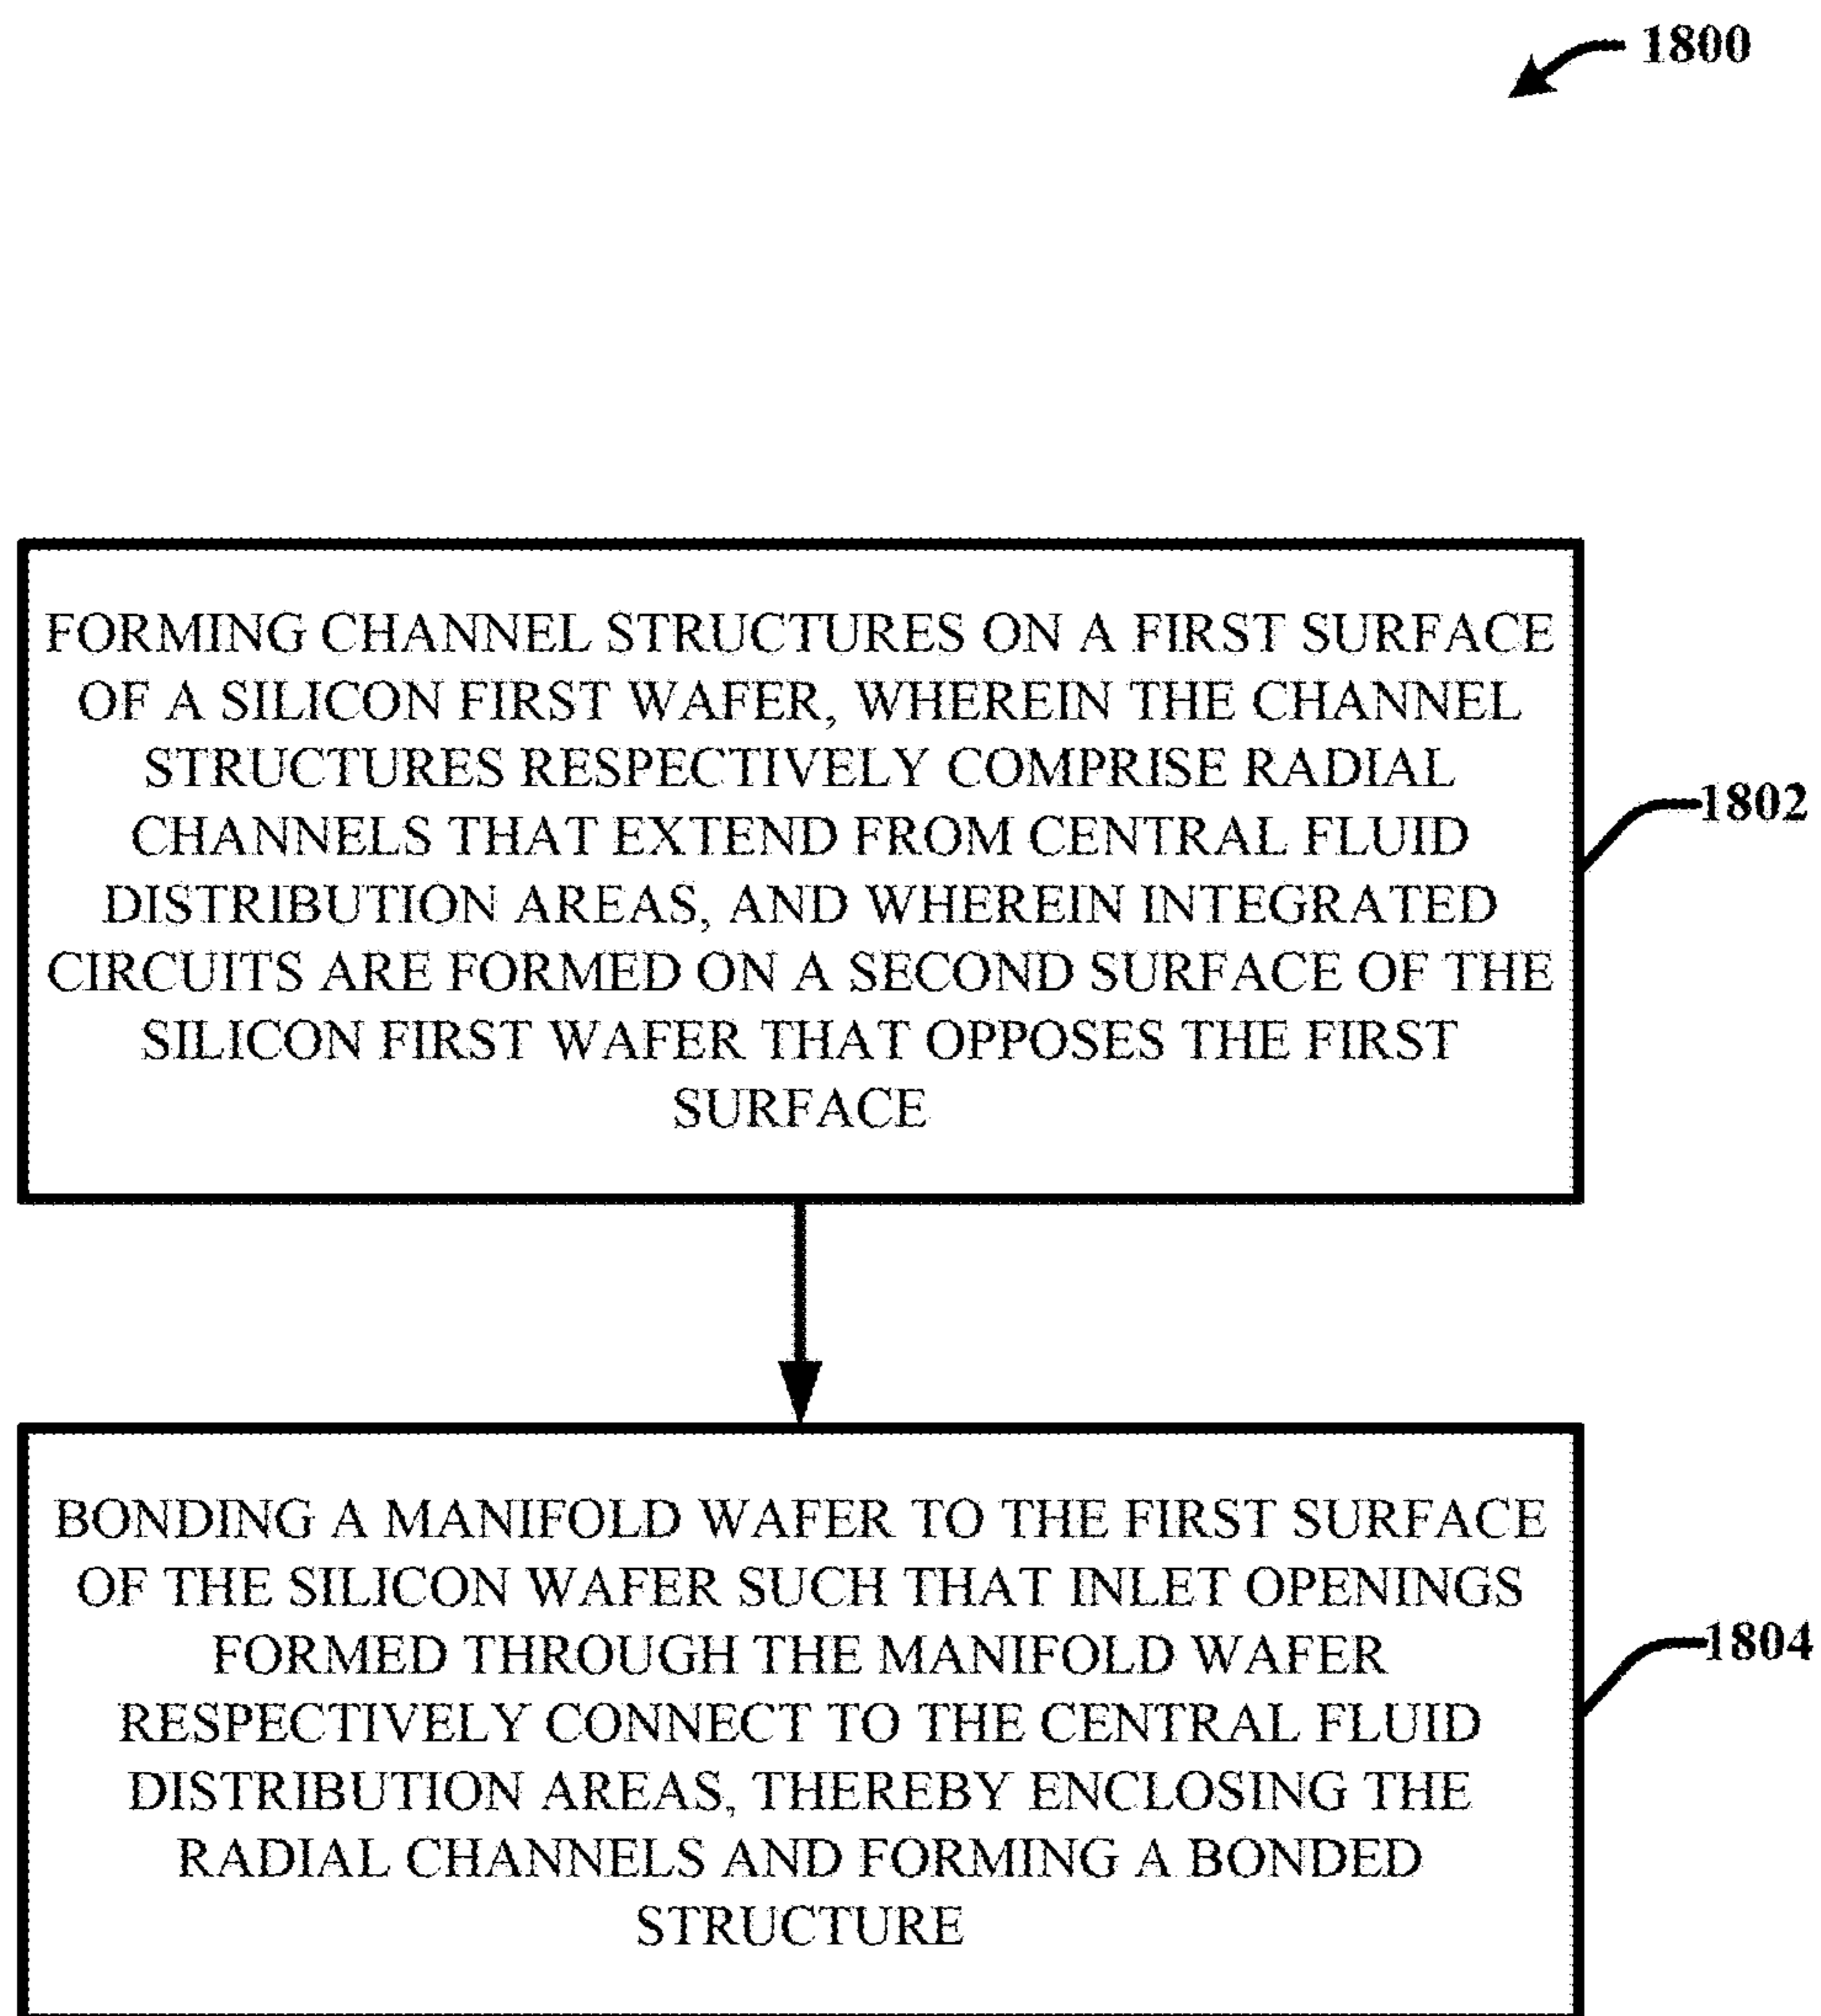 1800
FORMING CHANNEL STRUCTURES ON A FIRST SURFACE
OF A SILICON FIRST WAFER, WHEREIN THE CHANNEL
STRUCTURES RESPECTIVELY COMPRISE RADIAL
CHANNELS THAT EXTEND FROM CENTRAL FLUID
DISTRIBUTION AREAS, AND WHEREIN INTEGRATED
CIRCUITS ARE FORMED ON A SECOND SURFACE OF THE
SILICON FIRST WAFER THAT OPPOSES THE FIRST
SURFACE
1802
BONDING A MANIFOLD WAFER TO THE FIRST SURFACE
OF THE SILICON WAFER SUCH THAT INLET OPENINGS
FORMED THROUGH THE MANIFOLD WAFER
RESPECTIVELY CONNECT TO THE CENTRAL FLUID
DISTRIBUTION AREAS, THEREBY ENCLOSING THE
RADIAL CHANNELS AND FORMING A BONDED
STRUCTURE
1804